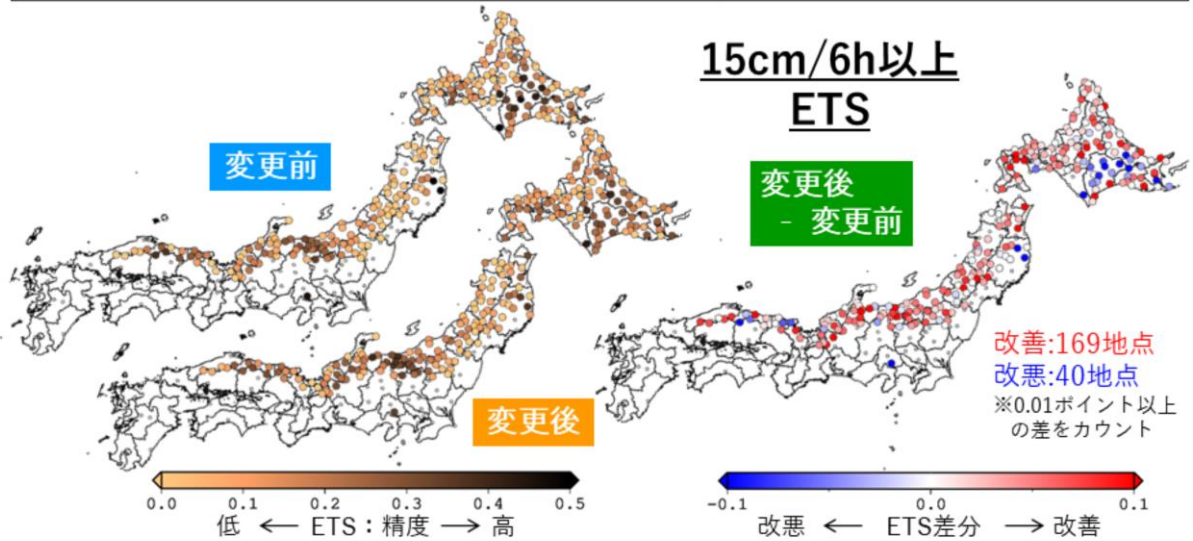 15cm/6h以上
ETS
変更前
変更後
- 変更前
変更後
改善:169地点
改悪:40地点
※0.01ポイント以上
の差をカウント
0.0 0.1 0.2 0.3 0.4 0.5
低 ← ETS：精度 → 高
-0.1 0.0 0.1
改悪 ← ETS差分 → 改善